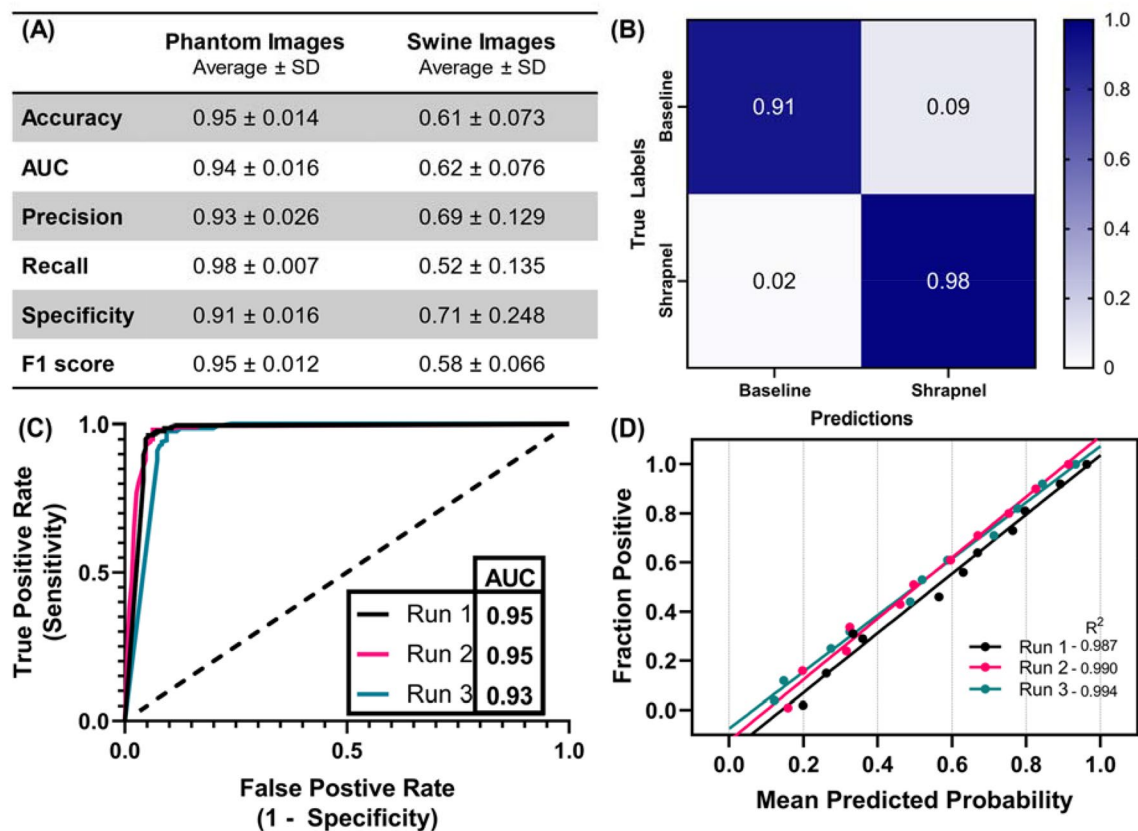 (A)
Phantom Images Swine Images
Average ± SD Average ± SD
Accuracy 0.95 ± 0.014 0.61 ± 0.073
AUC 0.94 ± 0.016 0.62 ± 0.076
Precision 0.93 ± 0.026 0.69 ± 0.129
Recall 0.98 ± 0.007 0.52 ± 0.135
Specificity 0.91 ± 0.016 0.71 ± 0.248
F1 score 0.95 ± 0.012 0.58 ± 0.066
(B)
True Labels
Baseline
Shrapnel
0.91 0.09
0.02 0.98
Baseline Shrapnel
Predictions
1.0
0.8
0.6
0.4
0.2
0
(C)
True Positive Rate
(Sensitivity)
1.0
0.5
0.0
AUC
Run 1 0.95
Run 2 0.95
Run 3 0.93
0.0 0.5 1.0
False Postive Rate
(1 - Specificity)
(D)
Fraction Positive
1.0
0.8
0.6
0.4
0.2
0.0
R2
Run 1 - 0.987
Run 2 - 0.990
Run 3 - 0.994
0.0 0.2 0.4 0.6 0.8 1.0
Mean Predicted Probability